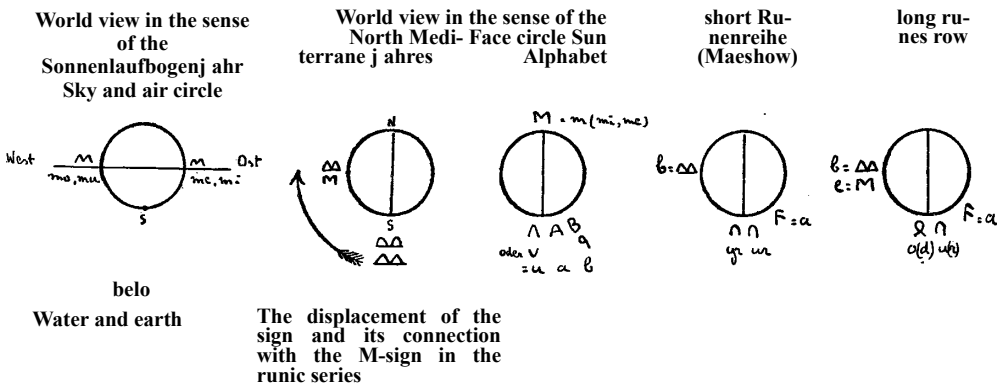 World view in the sense
of the
Sonnenlaufbogenj ahr
Sky and air circle
World view in the sense of the
North Medi- Face circle Sun
terrane j ahres Alphabet
short Ru-
nenreihe
(Maeshow)
long ru-
nes row
West M M Ost
mo, mu me, mi
S
N
M
S
M = m (mi, me)
Λ A B
oder V
= u a b
b =
F = a
yr ur
b =
e = M
F = a
o(d) u(r)
belo
Water and earth
The displacement of the
sign and its connection
with the M-sign in the
runic series